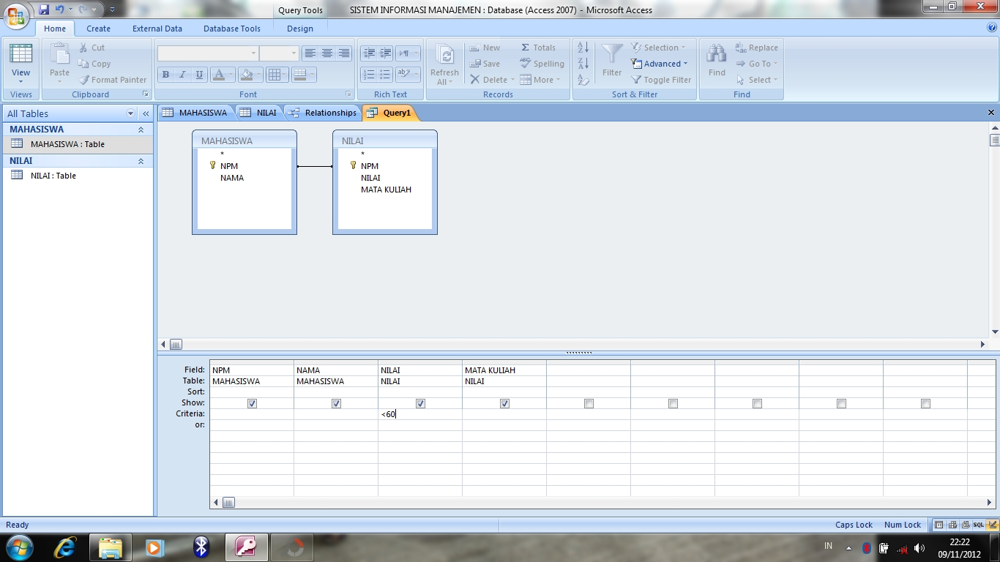 Query Tools SISTEM INFORMASI MANAJEMEN : Database (Access 2007) - Microsoft Access
Home Create External Data Database Tools Design
View
Views
Paste
Cut
Copy
Format Painter
Clipboard
B I U A
Font
ab
Rich Text
Refresh All
New
Save
Delete
Σ Totals
ABC Spelling
More
Records
Filter
Selection
Advanced
Toggle Filter
Sort & Filter
Find
Replace
Go To
Select
Find
All Tables
MAHASISWA
MAHASISWA : Table
NILAI
NILAI : Table
MAHASISWA NILAI Relationships Query1
MAHASISWA
*
NPM
NAMA
NILAI
*
NPM
NILAI
MATA KULIAH
Field: NPM NAMA NILAI MATA KULIAH
Table: MAHASISWA MAHASISWA NILAI NILAI
Sort:
Show:
Criteria: <60
or:
Ready Caps Lock Num Lock SQL
IN
22:22
09/11/2012